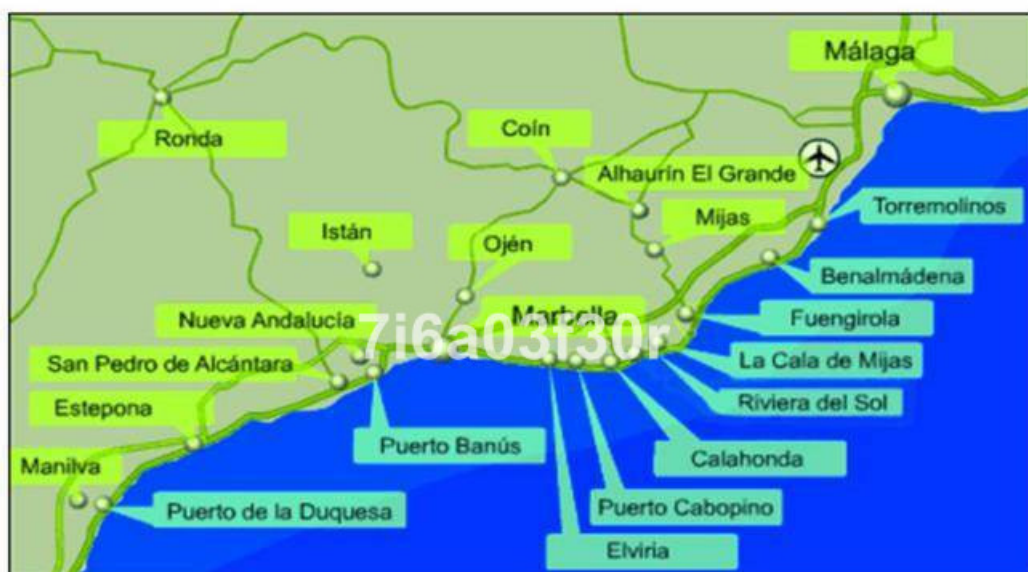 Málaga
Ronda
Coín
Alhaurín El Grande
Torremolinos
Istán
Ojén
Mijas
Benalmádena
Nueva Andalucía
Marbella
7i6a03f30r
Fuengirola
San Pedro de Alcántara
La Cala de Mijas
Estepona
Riviera del Sol
Puerto Banús
Calahonda
Manilva
Puerto de la Duquesa
Puerto Cabopino
Elviria